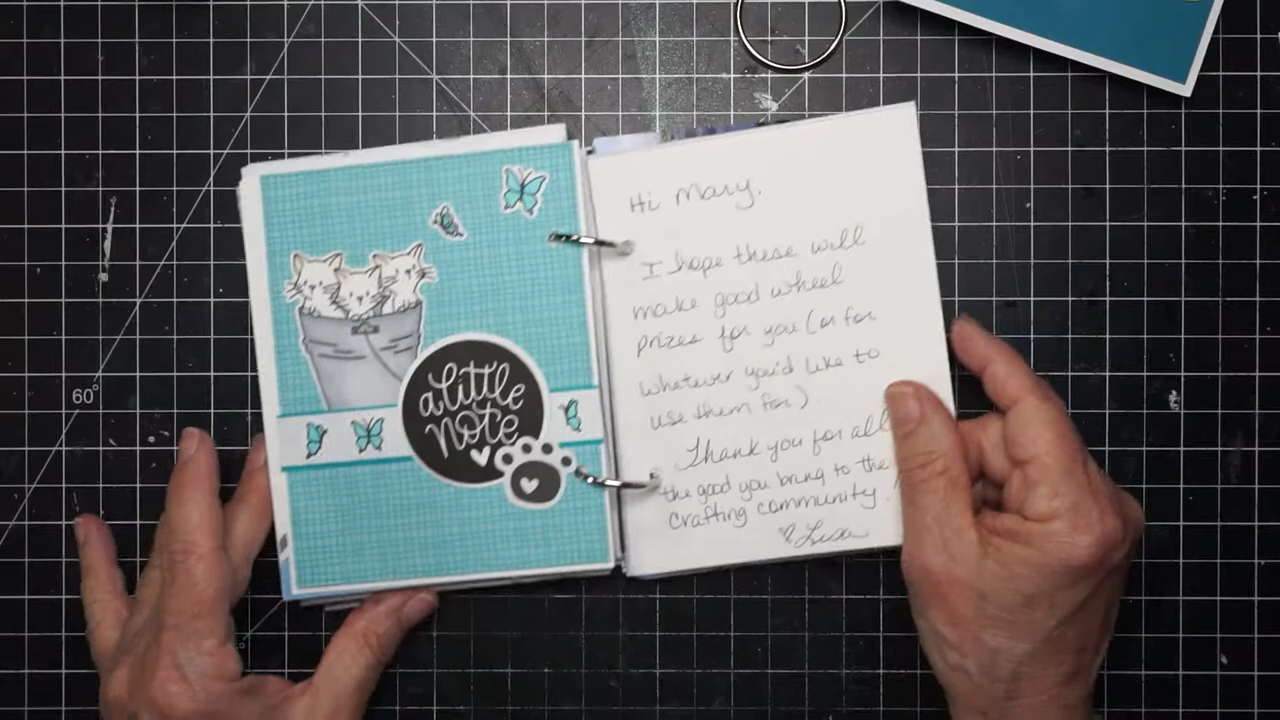 a little
note
Hi Mary,
I hope these will
make good wheel
prizes for you (or for
whatever you'd like to
use them for).
Thank you for all
the good you bring to the
crafting community.
Lisa
60°